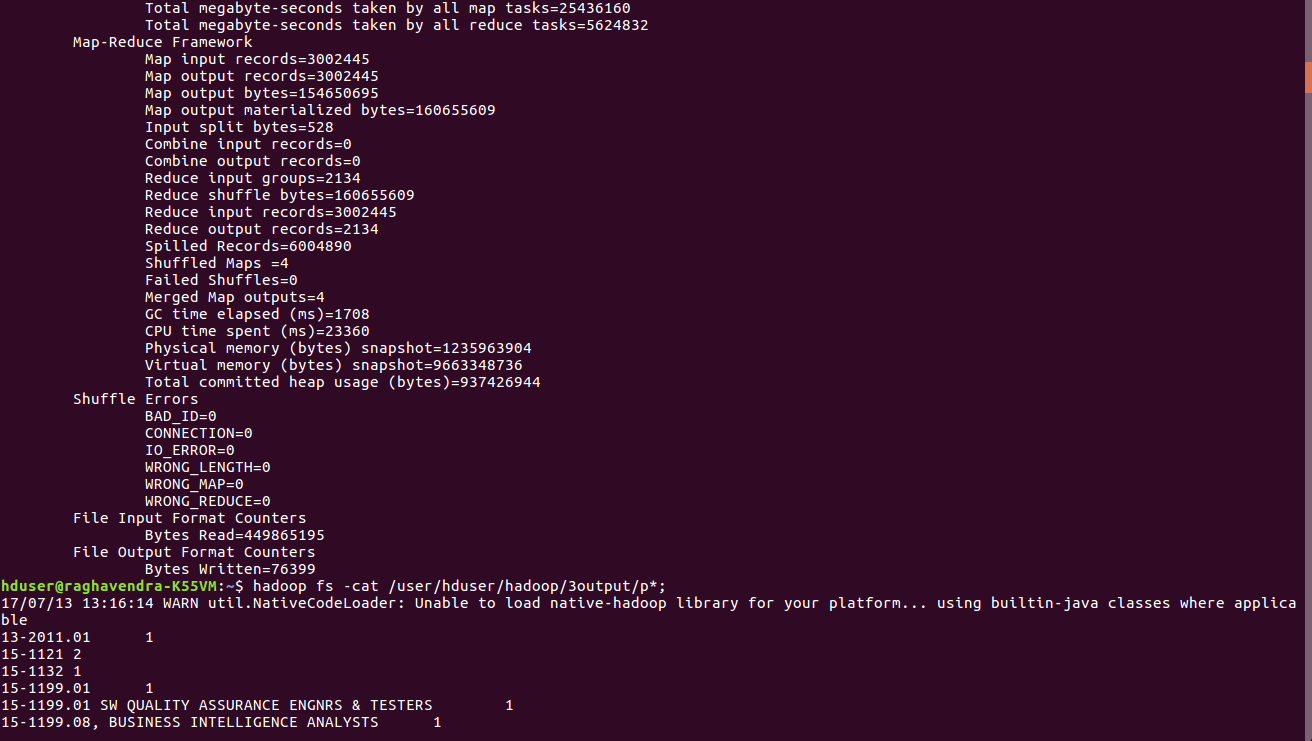 Total megabyte-seconds taken by all map tasks=25436160
Total megabyte-seconds taken by all reduce tasks=5624832
Map-Reduce Framework
Map input records=3002445
Map output records=3002445
Map output bytes=154650695
Map output materialized bytes=160655609
Input split bytes=528
Combine input records=0
Combine output records=0
Reduce input groups=2134
Reduce shuffle bytes=160655609
Reduce input records=3002445
Reduce output records=2134
Spilled Records=6004890
Shuffled Maps =4
Failed Shuffles=0
Merged Map outputs=4
GC time elapsed (ms)=1708
CPU time spent (ms)=23360
Physical memory (bytes) snapshot=1235963904
Virtual memory (bytes) snapshot=9663348736
Total committed heap usage (bytes)=937426944
Shuffle Errors
BAD_ID=0
CONNECTION=0
IO_ERROR=0
WRONG_LENGTH=0
WRONG_MAP=0
WRONG_REDUCE=0
File Input Format Counters
Bytes Read=449865195
File Output Format Counters
Bytes Written=76399
hduser@raghavendra-K55VM:~$ hadoop fs -cat /user/hduser/hadoop/3output/p*;
17/07/13 13:16:14 WARN util.NativeCodeLoader: Unable to load native-hadoop library for your platform... using builtin-java classes where applica
ble
13-2011.01 1
15-1121 2
15-1132 1
15-1199.01 1
15-1199.01 SW QUALITY ASSURANCE ENGNRS & TESTERS 1
15-1199.08, BUSINESS INTELLIGENCE ANALYSTS 1